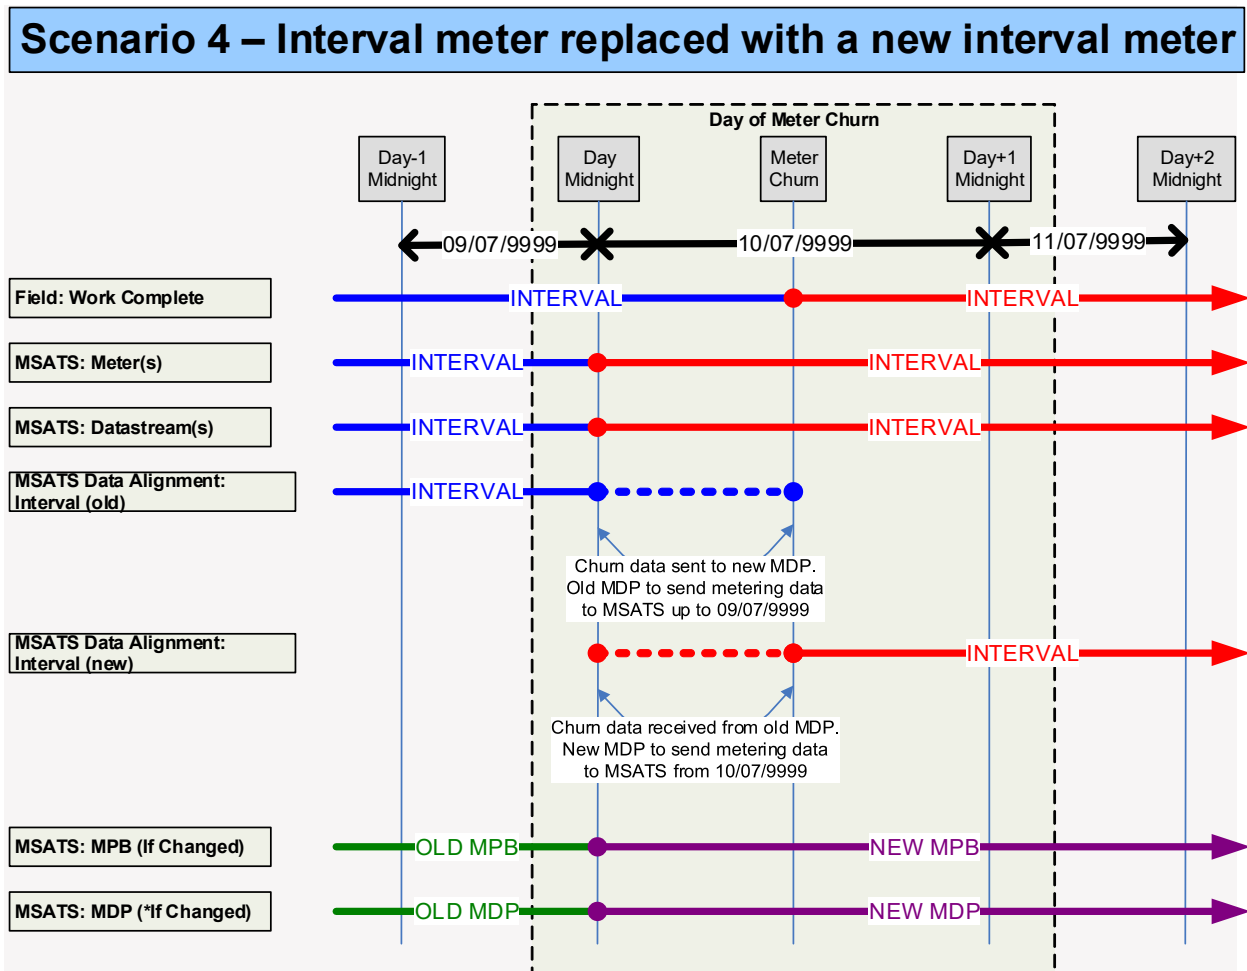 Scenario 4 – Interval meter replaced with a new interval meter
Day of Meter Churn
Day-1
Midnight
Day
Midnight
Meter
Churn
Day+1
Midnight
Day+2
Midnight
09/07/9999
10/07/9999
11/07/9999
Field: Work Complete
INTERVAL
INTERVAL
MSATS: Meter(s)
INTERVAL
INTERVAL
MSATS: Datastream(s)
INTERVAL
INTERVAL
MSATS Data Alignment:
Interval (old)
INTERVAL
Churn data sent to new MDP.
Old MDP to send metering data
to MSATS up to 09/07/9999
MSATS Data Alignment:
Interval (new)
INTERVAL
Churn data received from old MDP.
New MDP to send metering data
to MSATS from 10/07/9999
MSATS: MPB (If Changed)
OLD MPB
NEW MPB
MSATS: MDP (*If Changed)
OLD MDP
NEW MDP